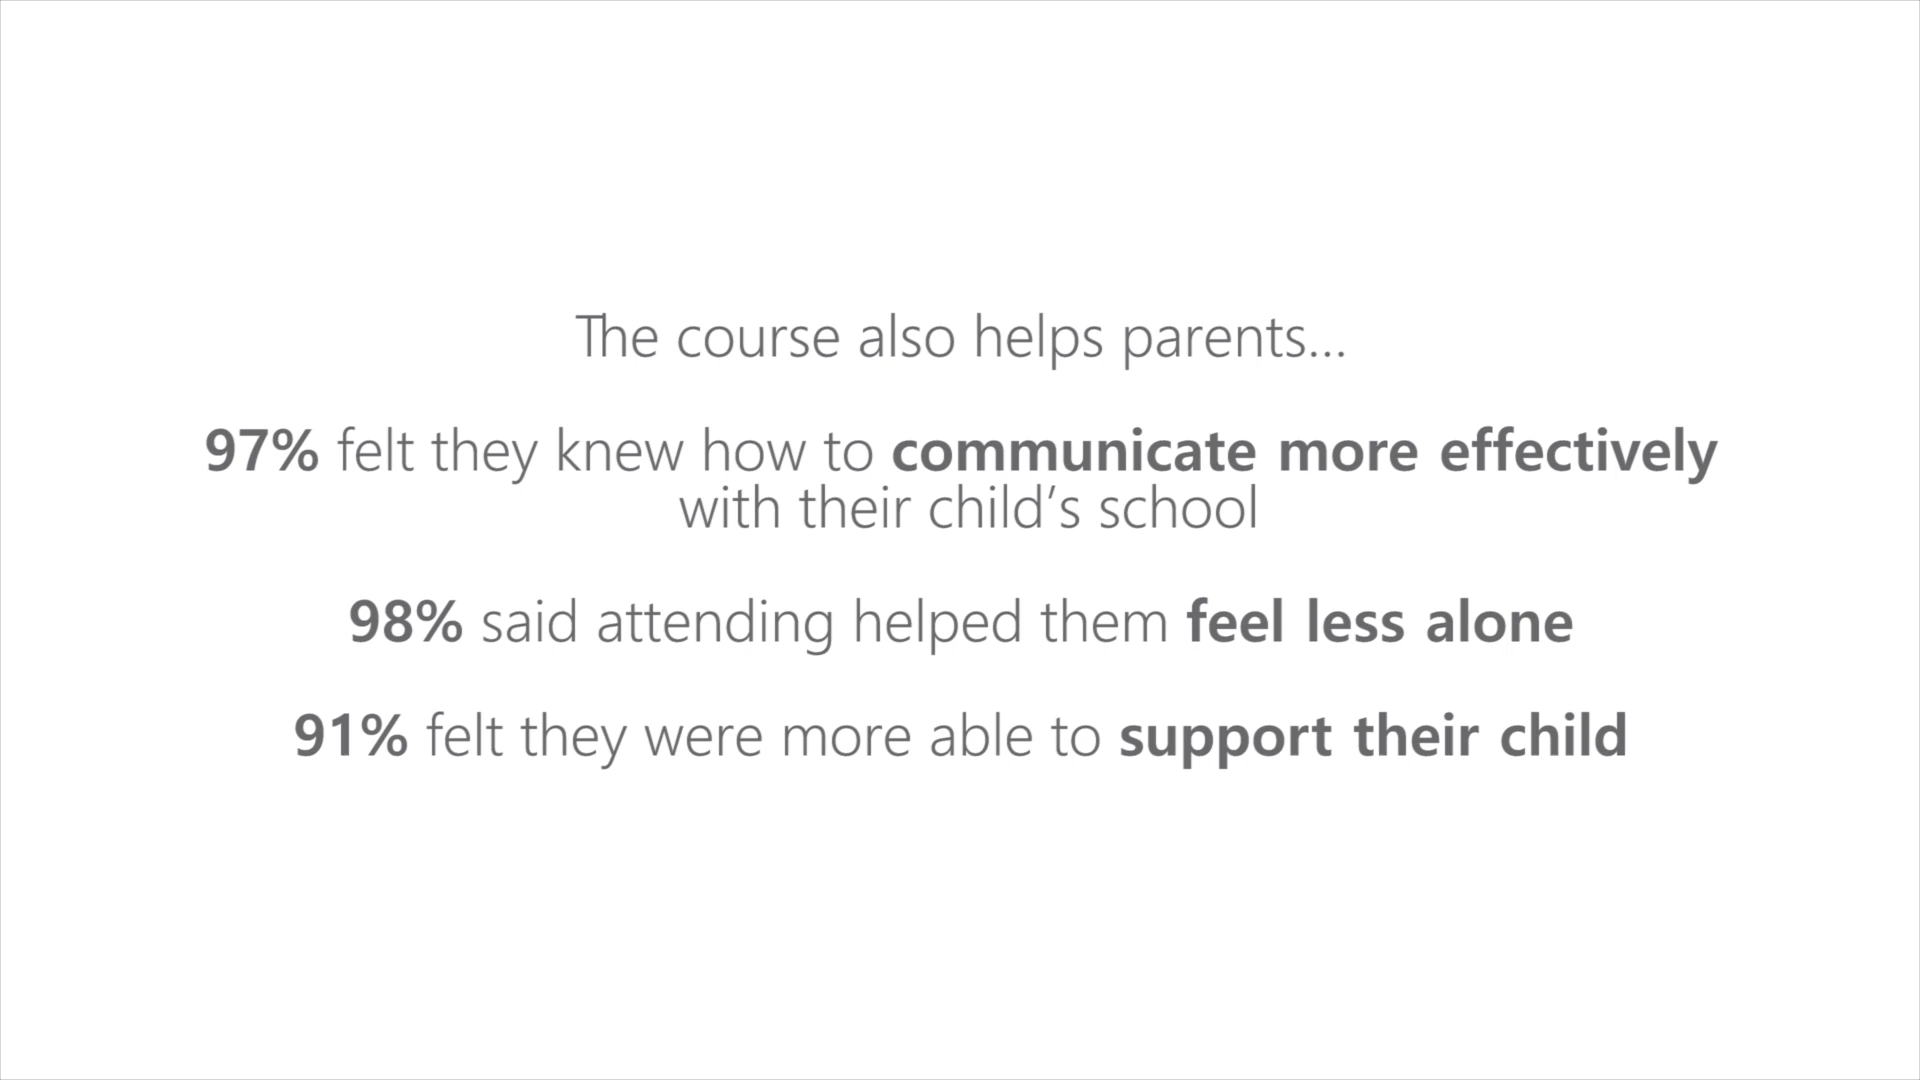 The course also helps parents...
97% felt they knew how to communicate more effectively
with their child’s school
98% said attending helped them feel less alone
91% felt they were more able to support their child